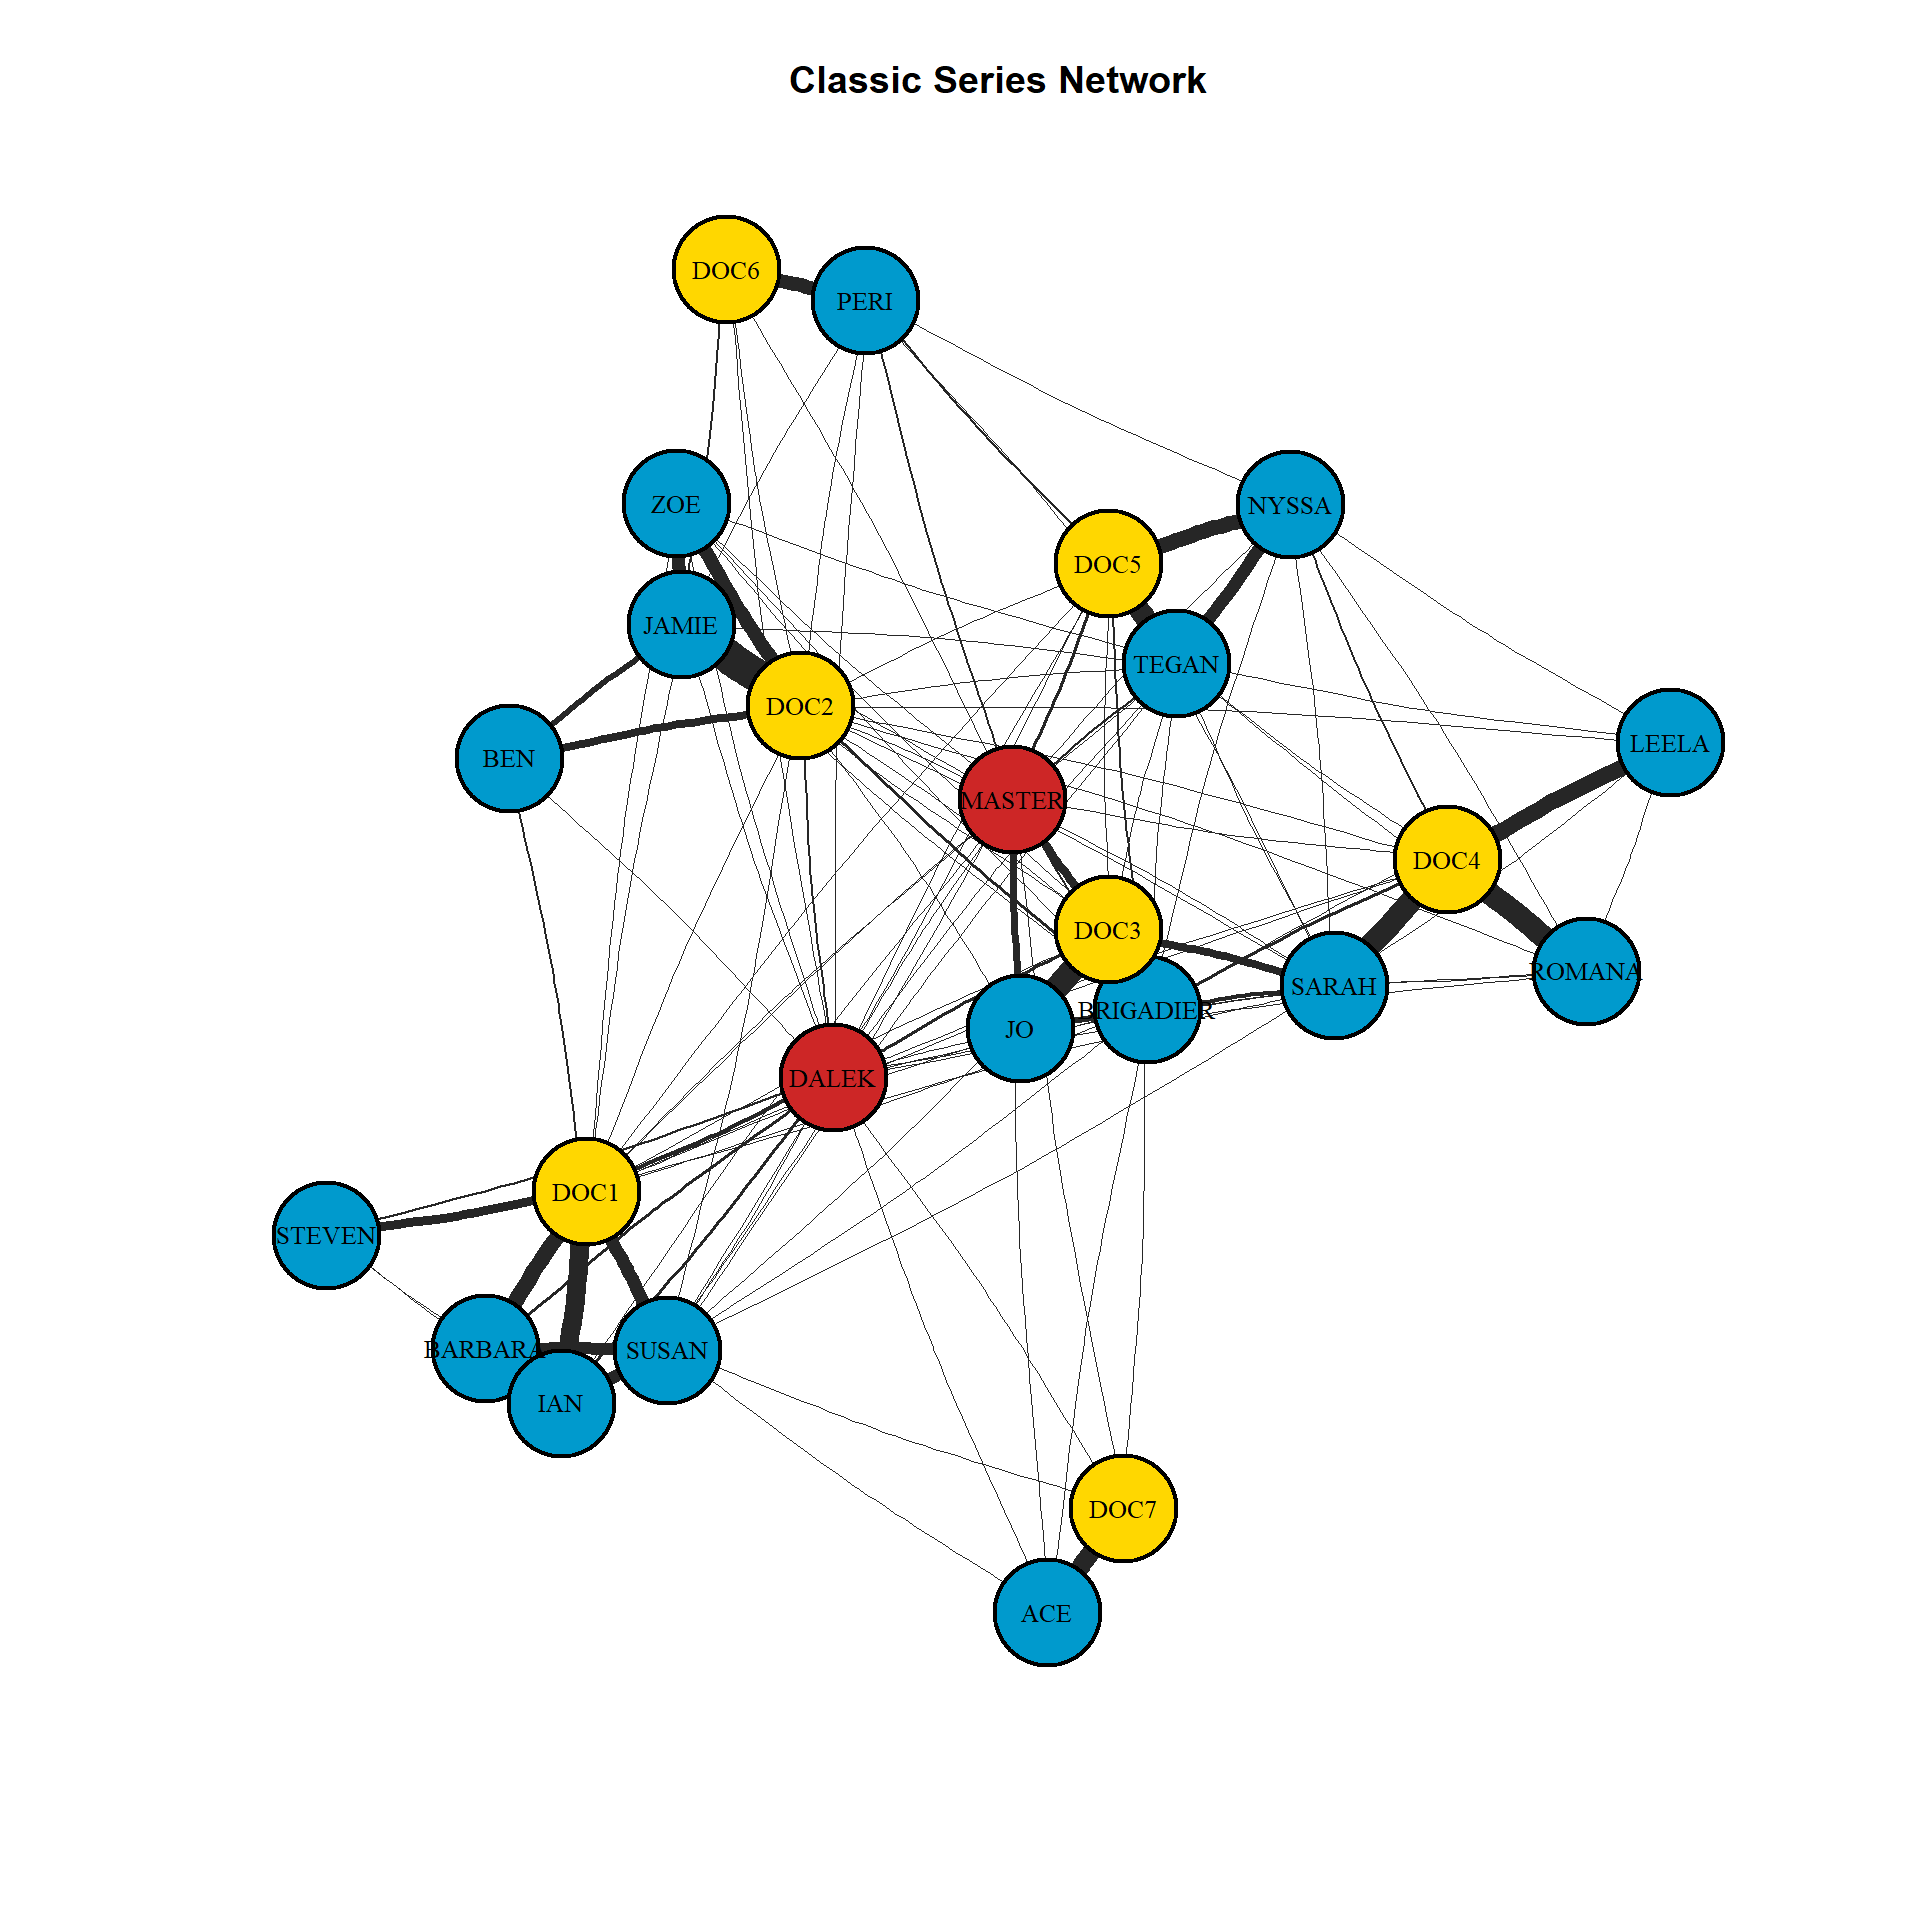 Classic Series Network
DOC6
PERI
ZOE
NYSSA
DOC5
JAMIE
TEGAN
DOC2
LEELA
BEN
MASTER
DOC4
DOC3
ROMANA
SARAH
BRIGADIER
JO
DALEK
DOC1
STEVEN
BARBARA
SUSAN
IAN
DOC7
ACE